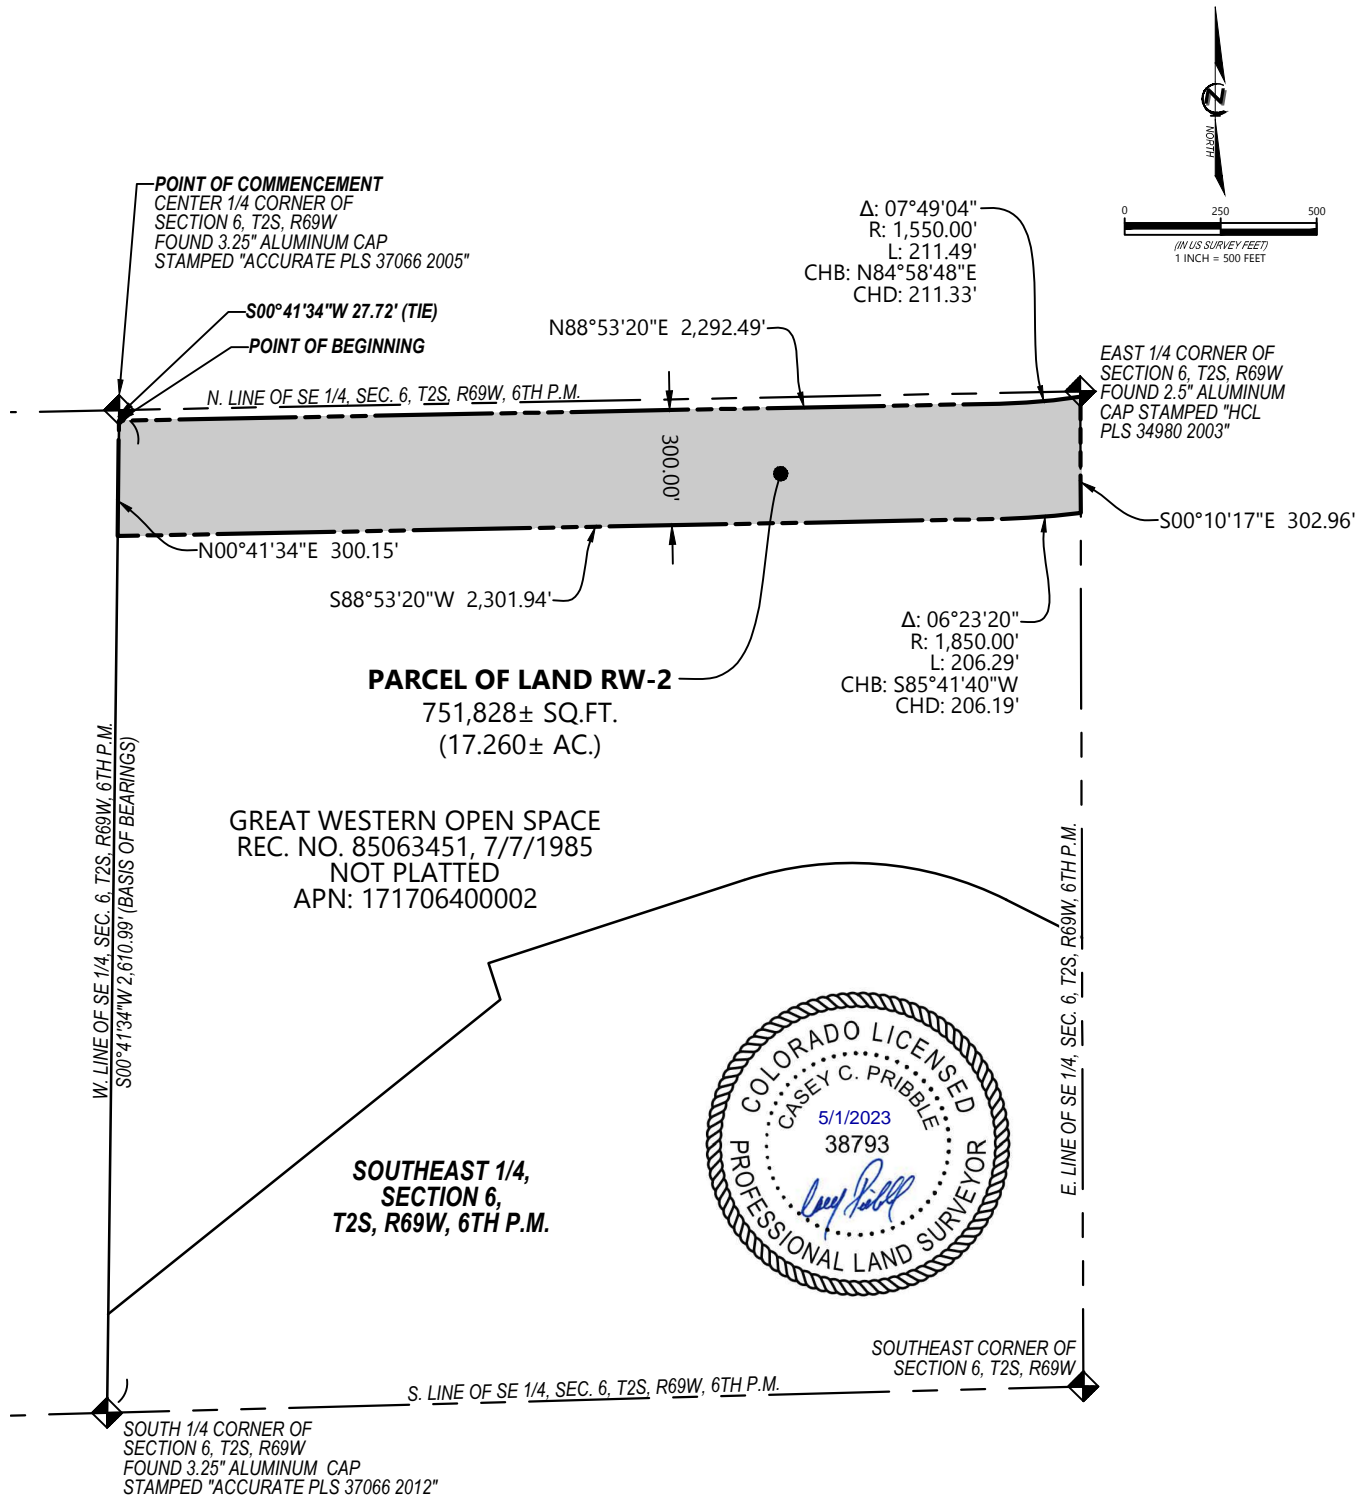 NORTH
0 250 500
(IN US SURVEY FEET)
1 INCH = 500 FEET
POINT OF COMMENCEMENT
CENTER 1/4 CORNER OF
SECTION 6, T2S, R69W
FOUND 3.25" ALUMINUM CAP
STAMPED "ACCURATE PLS 37066 2005"
S00°41'34"W 27.72' (TIE)
POINT OF BEGINNING
Δ: 07°49'04"
R: 1,550.00'
L: 211.49'
CHB: N84°58'48"E
CHD: 211.33'
N88°53'20"E 2,292.49'
EAST 1/4 CORNER OF
SECTION 6, T2S, R69W
FOUND 2.5" ALUMINUM
CAP STAMPED "HCL
PLS 34980 2003"
N. LINE OF SE 1/4, SEC. 6, T2S, R69W, 6TH P.M.
300.00'
S00°10'17"E 302.96'
N00°41'34"E 300.15'
S88°53'20"W 2,301.94'
Δ: 06°23'20"
R: 1,850.00'
L: 206.29'
CHB: S85°41'40"W
CHD: 206.19'
PARCEL OF LAND RW-2
751,828± SQ.FT.
(17.260± AC.)
W. LINE OF SE 1/4, SEC. 6, T2S, R69W, 6TH P.M.
S00°41'34"W 2,610.99' (BASIS OF BEARINGS)
GREAT WESTERN OPEN SPACE
REC. NO. 85063451, 7/7/1985
NOT PLATTED
APN: 171706400002
E. LINE OF SE 1/4, SEC. 6, T2S, R69W, 6TH P.M.
COLORADO LICENSED
CASEY C. PRIBBLE
5/1/2023
38793
Casey Pribble
PROFESSIONAL LAND SURVEYOR
SOUTHEAST 1/4,
SECTION 6,
T2S, R69W, 6TH P.M.
SOUTHEAST CORNER OF
SECTION 6, T2S, R69W
S. LINE OF SE 1/4, SEC. 6, T2S, R69W, 6TH P.M.
SOUTH 1/4 CORNER OF
SECTION 6, T2S, R69W
FOUND 3.25" ALUMINUM CAP
STAMPED "ACCURATE PLS 37066 2012"